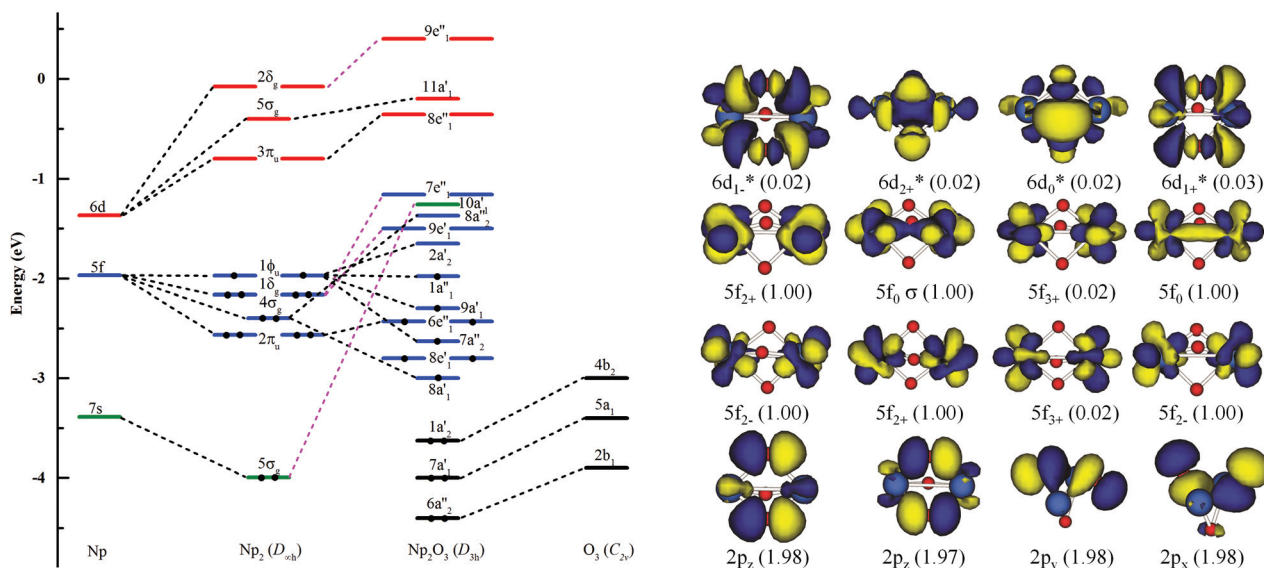 Energy (eV)
0
-1
-2
-3
-4
6d
5f
7s
2δg
5σg
3πu
1ϕu
1δg
4σg
2πu
5σg
9e"1
11a'1
8e"1
7e"1
10a'1
8a"2
9e'1
2a'2
1a"1
9a'1
6e"1
7a"2
8e'1
8a'1
1a'2
7a'1
6a"2
4b2
5a1
2b1
Np
Np2 (D∞h)
Np2O3 (D3h)
O3 (C2v)
6d1-* (0.02) 6d2+* (0.02) 6d0* (0.02) 6d1+* (0.03)
5f2+ (1.00) 5f0 σ (1.00) 5f3+ (0.02) 5f0 (1.00)
5f2- (1.00) 5f2+ (1.00) 5f3+ (0.02) 5f2- (1.00)
2pz (1.98) 2pz (1.97) 2py (1.98) 2px (1.98)